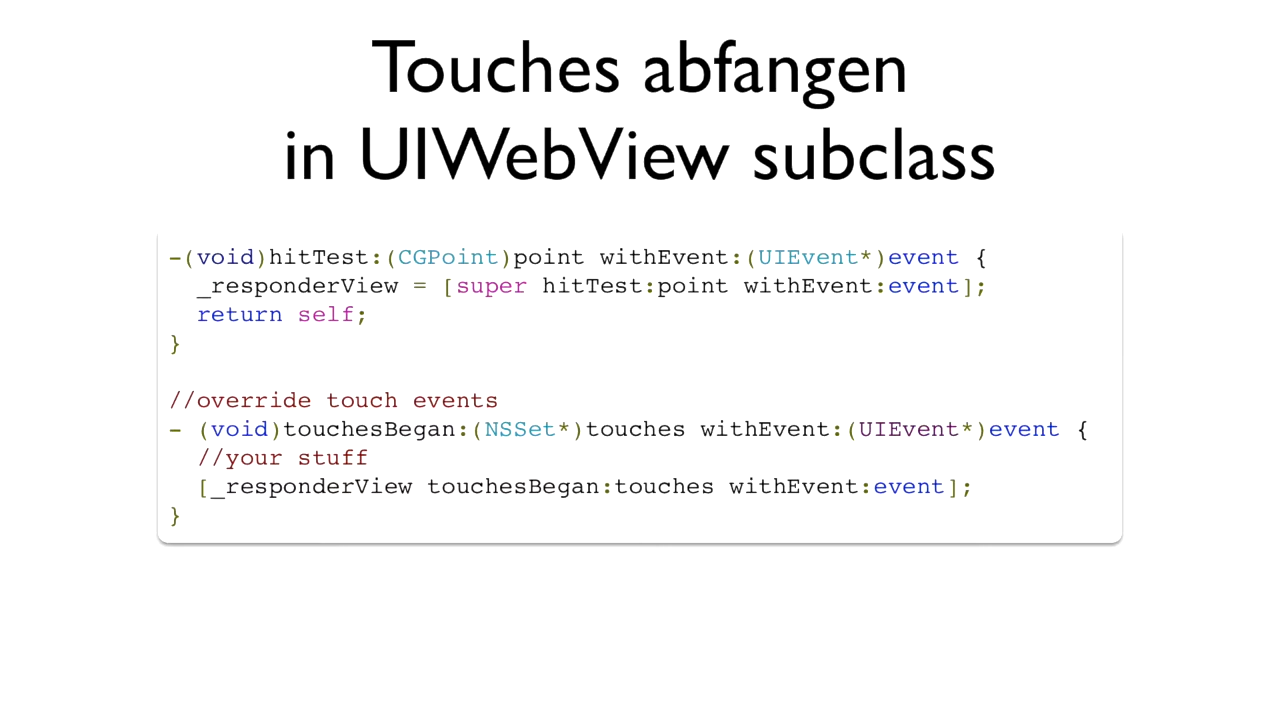 Touches abfangen
in UIWebView subclass
-(void)hitTest:(CGPoint)point withEvent:(UIEvent*)event {
  _responderView = [super hitTest:point withEvent:event];
  return self;
}
//override touch events
- (void)touchesBegan:(NSSet*)touches withEvent:(UIEvent*)event {
  //your stuff
  [_responderView touchesBegan:touches withEvent:event];
}